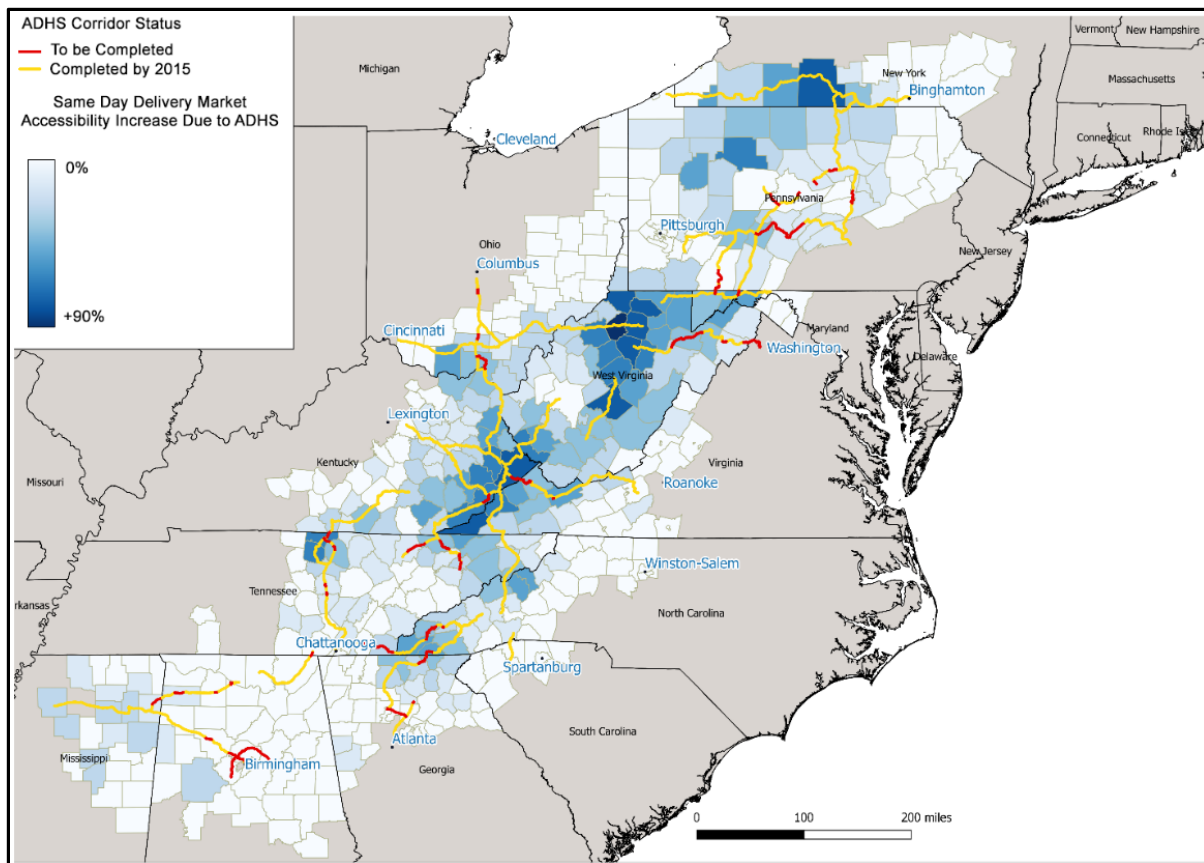 ADHS Corridor Status
To be Completed
Completed by 2015
Same Day Delivery Market
Accessibility Increase Due to ADHS
0%
+90%
Michigan
Vermont
New Hampshire
New York
Binghamton
Massachusetts
Connecticut
Cleveland
Pennsylvania
Pittsburgh
New Jersey
Ohio
Columbus
Cincinnati
Maryland
Washington
Delaware
West Virginia
Lexington
Kentucky
Virginia
Missouri
Roanoke
Winston-Salem
Tennessee
North Carolina
Chattanooga
Spartanburg
South Carolina
Atlanta
Mississippi
Birmingham
Georgia
0 100 200 miles